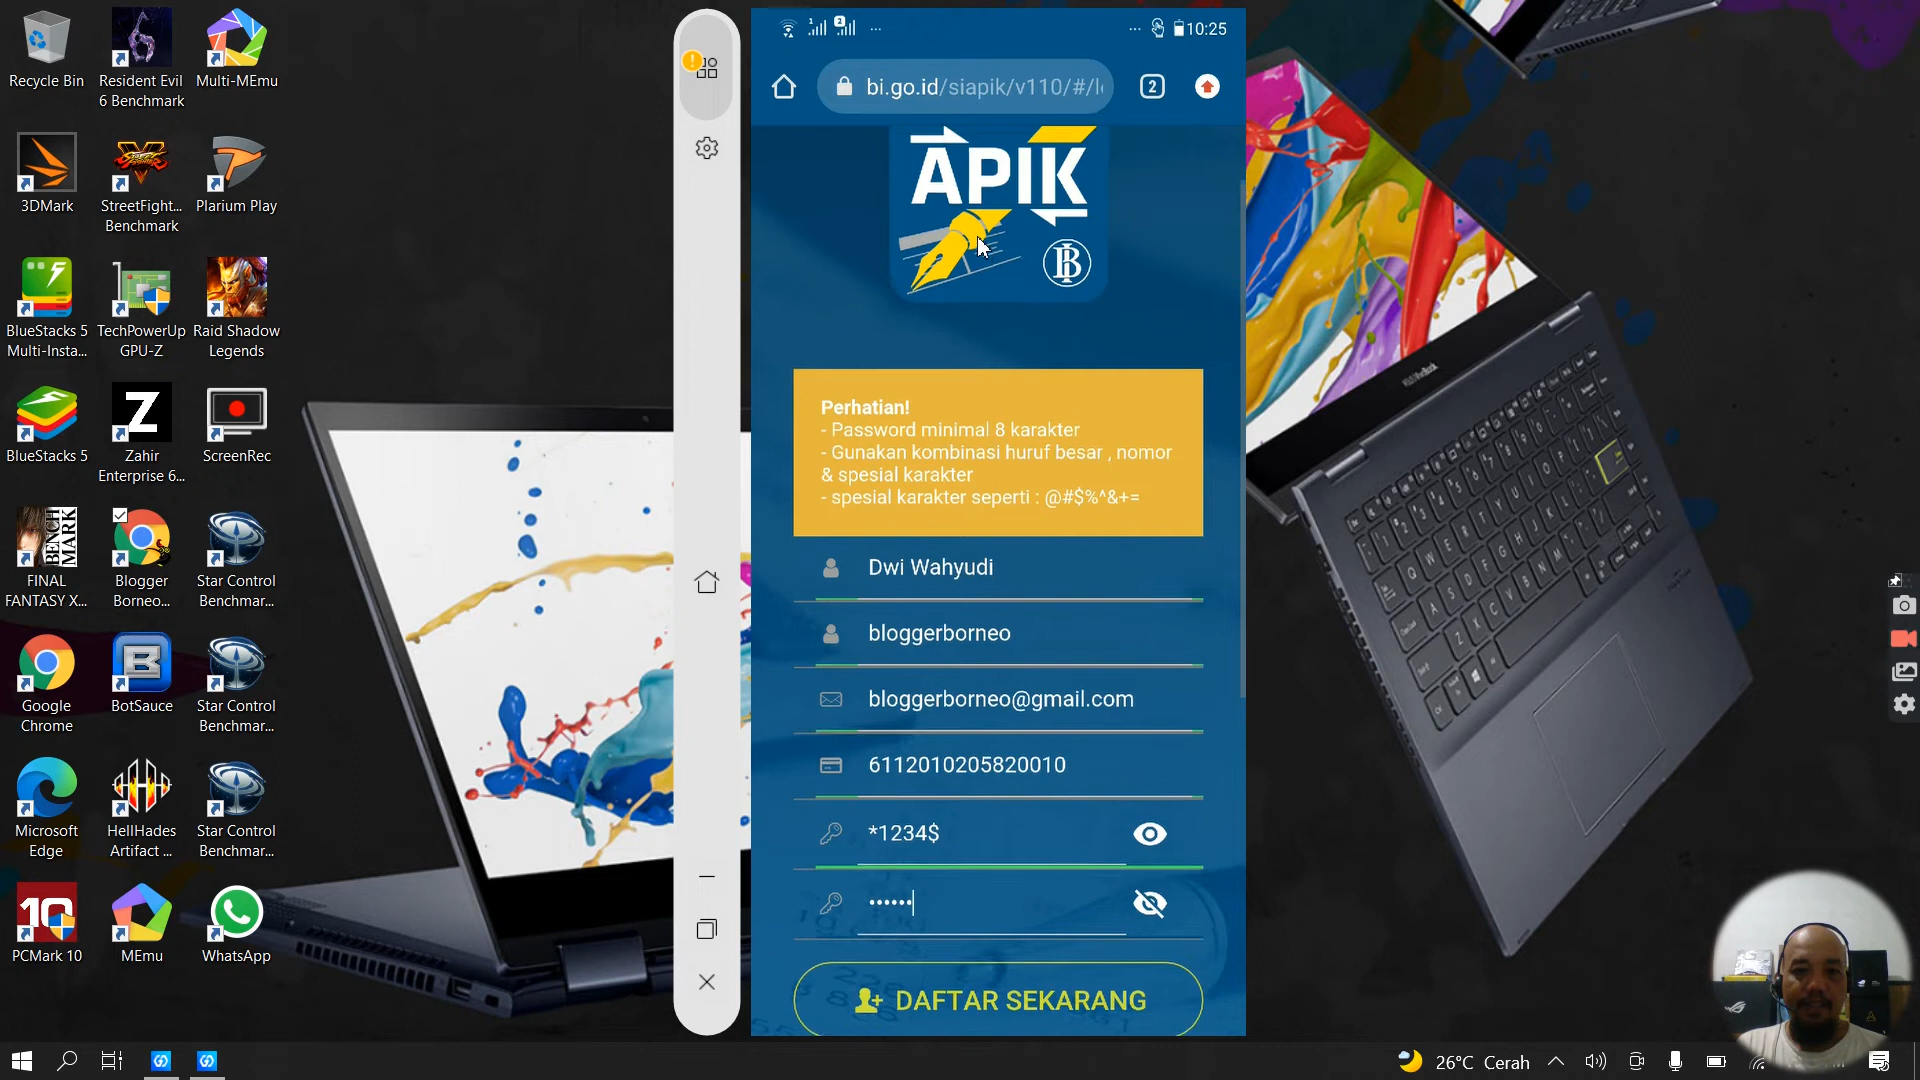 Recycle Bin
Resident Evil
6 Benchmark
Multi-MEmu
3DMark
StreetFight...
Benchmark
Plarium Play
BlueStacks 5
Multi-Insta...
TechPowerUp
GPU-Z
Raid Shadow
Legends
BlueStacks 5
Zahir
Enterprise 6...
ScreenRec
BENCH
MARK
FINAL
FANTASY X...
Blogger
Borneo...
Star Control
Benchmar...
Google
Chrome
BotSauce
Star Control
Benchmar...
Microsoft
Edge
HellHades
Artifact ...
Star Control
Benchmar...
10
PCMark 10
MEmu
WhatsApp
10:25
bi.go.id/siapik/v110/#/l
2
APIK
Perhatian!
- Password minimal 8 karakter
- Gunakan kombinasi huruf besar , nomor
& spesial karakter
- spesial karakter seperti : @#$%^&+=
Dwi Wahyudi
bloggerborneo
bloggerborneo@gmail.com
6112010205820010
*1234$
••••••
DAFTAR SEKARANG
26°C Cerah